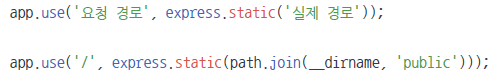 app.use('요청 경로', express.static('실제 경로'));
app.use('/', express.static(path.join(__dirname, 'public')));